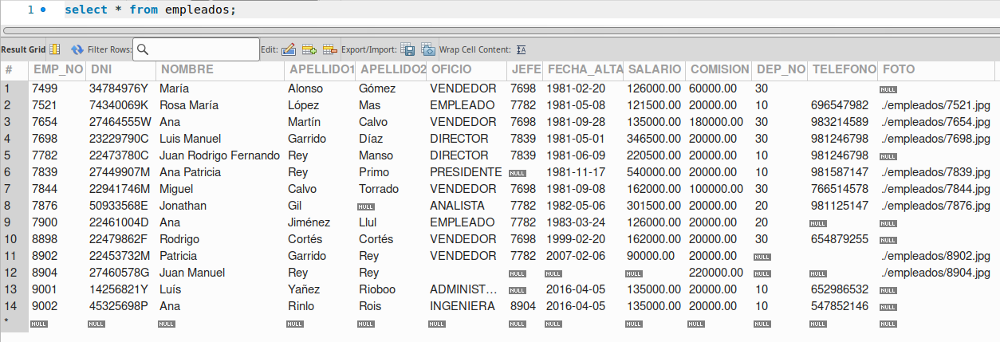 1 select * from empleados;
Result Grid Filter Rows: Edit: Export/Import: Wrap Cell Content:
# EMP_NO DNI NOMBRE APELLIDO1 APELLIDO2 OFICIO JEFE FECHA_ALTA SALARIO COMISION DEP_NO TELEFONO FOTO
1 7499 34784976Y María Alonso Gómez VENDEDOR 7698 1981-02-20 126000.00 60000.00 30 NULL
2 7521 74340069K Rosa María López Mas EMPLEADO 7782 1981-05-08 121500.00 20000.00 10 696547982 ./empleados/7521.jpg
3 7654 27464555W Ana Martín Calvo VENDEDOR 7698 1981-09-28 135000.00 180000.00 30 983214589 ./empleados/7654.jpg
4 7698 23229790C Luis Manuel Garrido Díaz DIRECTOR 7839 1981-05-01 346500.00 20000.00 30 981246798 ./empleados/7698.jpg
5 7782 22473780C Juan Rodrigo Fernando Rey Manso DIRECTOR 7839 1981-06-09 220500.00 20000.00 10 981246798 NULL
6 7839 27449907M Ana Patricia Rey Primo PRESIDENTE NULL 1981-11-17 540000.00 20000.00 10 981587147 ./empleados/7839.jpg
7 7844 22941746M Miguel Calvo Torrado VENDEDOR 7698 1981-09-08 162000.00 100000.00 30 766514578 ./empleados/7844.jpg
8 7876 50933568E Jonathan Gil NULL ANALISTA 7782 1982-05-06 301500.00 20000.00 20 981125147 ./empleados/7876.jpg
9 7900 22461004D Ana Jiménez Llul EMPLEADO 7782 1983-03-24 126000.00 20000.00 20 NULL NULL
10 8898 22479862F Rodrigo Cortés Cortés VENDEDOR 7698 1999-02-20 162000.00 20000.00 30 654879255 NULL
11 8902 22453732M Patricia Garrido Rey VENDEDOR 7782 2007-02-06 90000.00 20000.00 NULL ./empleados/8902.jpg
12 8904 27460578G Juan Manuel Rey Rey NULL NULL NULL NULL 220000.00 NULL NULL ./empleados/8904.jpg
13 9001 14256821Y Luís Yañez Rioboo ADMINIST... NULL 2016-04-05 135000.00 20000.00 10 652986532 NULL
14 9002 45325698P Ana Rinlo Rois INGENIERA 8904 2016-04-05 135000.00 20000.00 10 547852146 NULL
* NULL NULL NULL NULL NULL NULL NULL NULL NULL NULL NULL NULL NULL